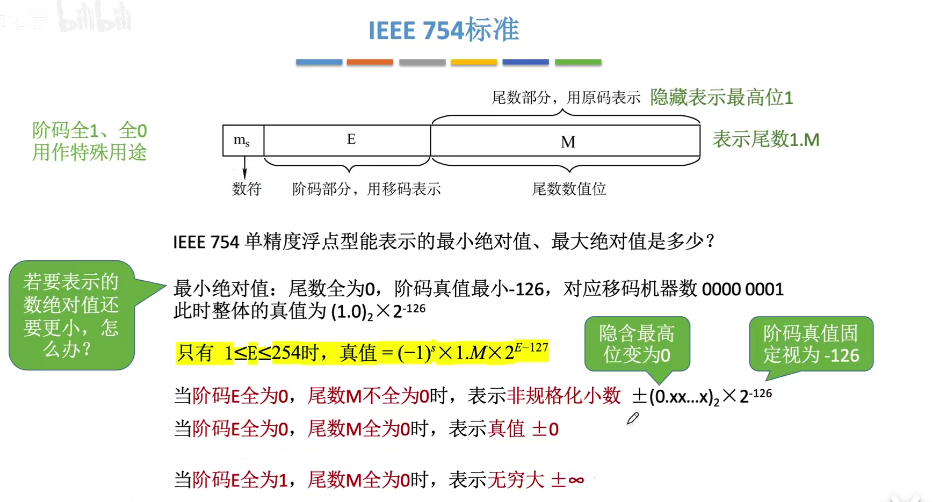 bilibili
IEEE 754标准
尾数部分，用原码表示 隐藏表示最高位1
阶码全1、全0
用作特殊用途
mₛ E M
表示尾数1.M
数符 阶码部分，用移码表示 尾数数值位
IEEE 754 单精度浮点型能表示的最小绝对值、最大绝对值是多少？
若要表示的
数绝对值还
要更小，怎
么办？
最小绝对值：尾数全为0，阶码真值最小-126，对应移码机器数 0000 0001
此时整体的真值为 (1.0)₂×2⁻¹²⁶
隐含最高
位变为0
阶码真值固
定视为 -126
只有 1≤E≤254时，真值 = (−1)ˢ×1.M×2ᴱ⁻¹²⁷
当阶码E全为0，尾数M不全为0时，表示非规格化小数 ±(0.xx...x)₂×2⁻¹²⁶
当阶码E全为0，尾数M全为0时，表示真值 ±0
当阶码E全为1，尾数M全为0时，表示无穷大 ±∞